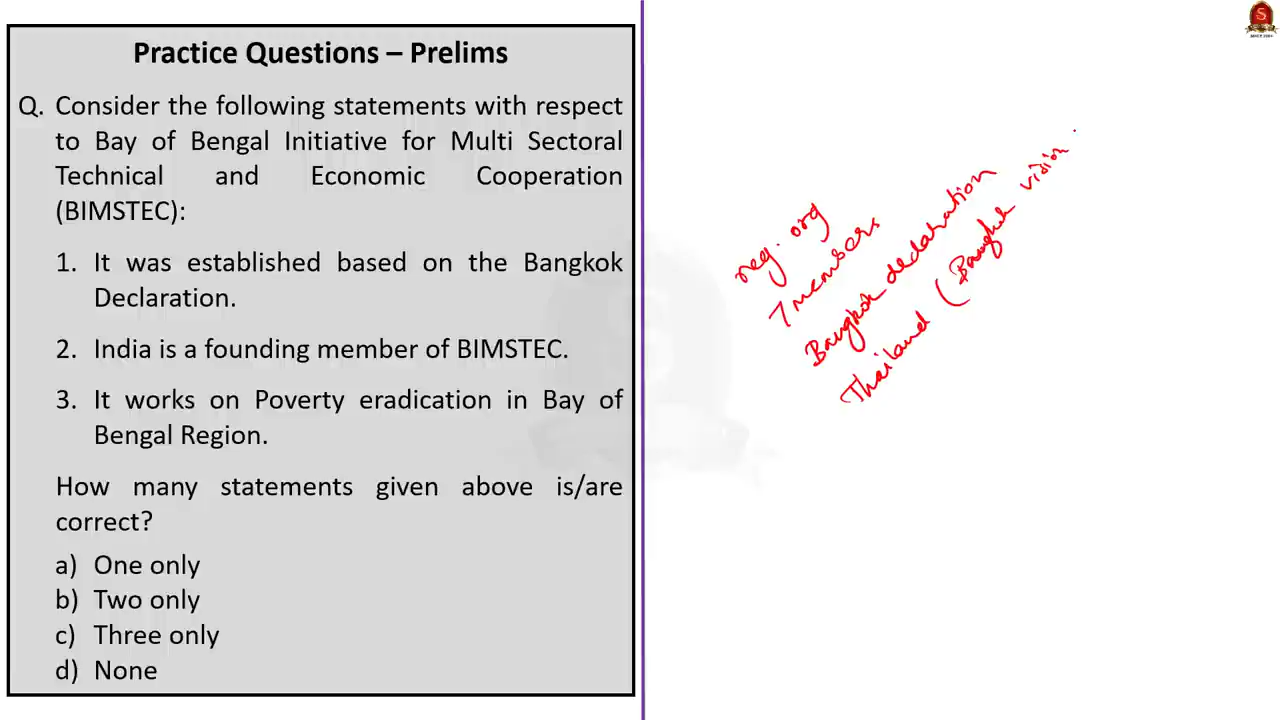 Practice Questions – Prelims
Q. Consider the following statements with respect
to Bay of Bengal Initiative for Multi Sectoral
Technical and Economic Cooperation
(BIMSTEC):
1. It was established based on the Bangkok
Declaration.
2. India is a founding member of BIMSTEC.
3. It works on Poverty eradication in Bay of
Bengal Region.
How many statements given above is/are
correct?
a) One only
b) Two only
c) Three only
d) None
reg. org
7 members
Bangkok declaration
Thailand (Bangkok vision
S
SINCE 2004